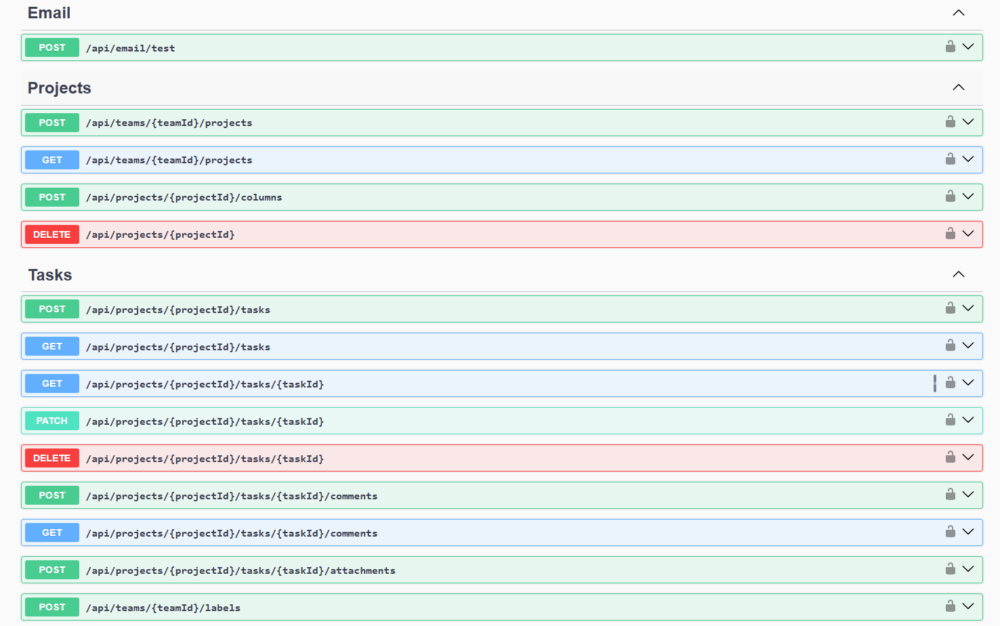 Email
POST /api/email/test
Projects
POST /api/teams/{teamId}/projects
GET /api/teams/{teamId}/projects
POST /api/projects/{projectId}/columns
DELETE /api/projects/{projectId}
Tasks
POST /api/projects/{projectId}/tasks
GET /api/projects/{projectId}/tasks
GET /api/projects/{projectId}/tasks/{taskId}
PATCH /api/projects/{projectId}/tasks/{taskId}
DELETE /api/projects/{projectId}/tasks/{taskId}
POST /api/projects/{projectId}/tasks/{taskId}/comments
GET /api/projects/{projectId}/tasks/{taskId}/comments
POST /api/projects/{projectId}/tasks/{taskId}/attachments
POST /api/teams/{teamId}/labels